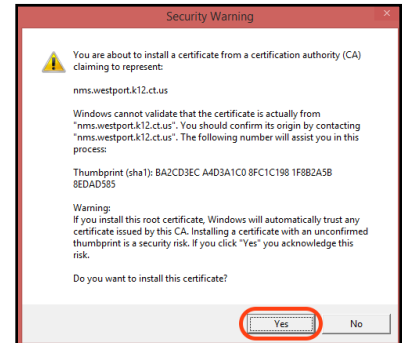 Security Warning
You are about to install a certificate from a certification authority (CA)
claiming to represent:
nms.westport.k12.ct.us
Windows cannot validate that the certificate is actually from
"nms.westport.k12.ct.us". You should confirm its origin by contacting
"nms.westport.k12.ct.us". The following number will assist you in this
process:
Thumbprint (sha1): BA2CD3EC A4D3A1C0 8FC1C198 1F8B2A5B
8EDAD585
Warning:
If you install this root certificate, Windows will automatically trust any
certificate issued by this CA. Installing a certificate with an unconfirmed
thumbprint is a security risk. If you click "Yes" you acknowledge this
risk.
Do you want to install this certificate?
Yes No